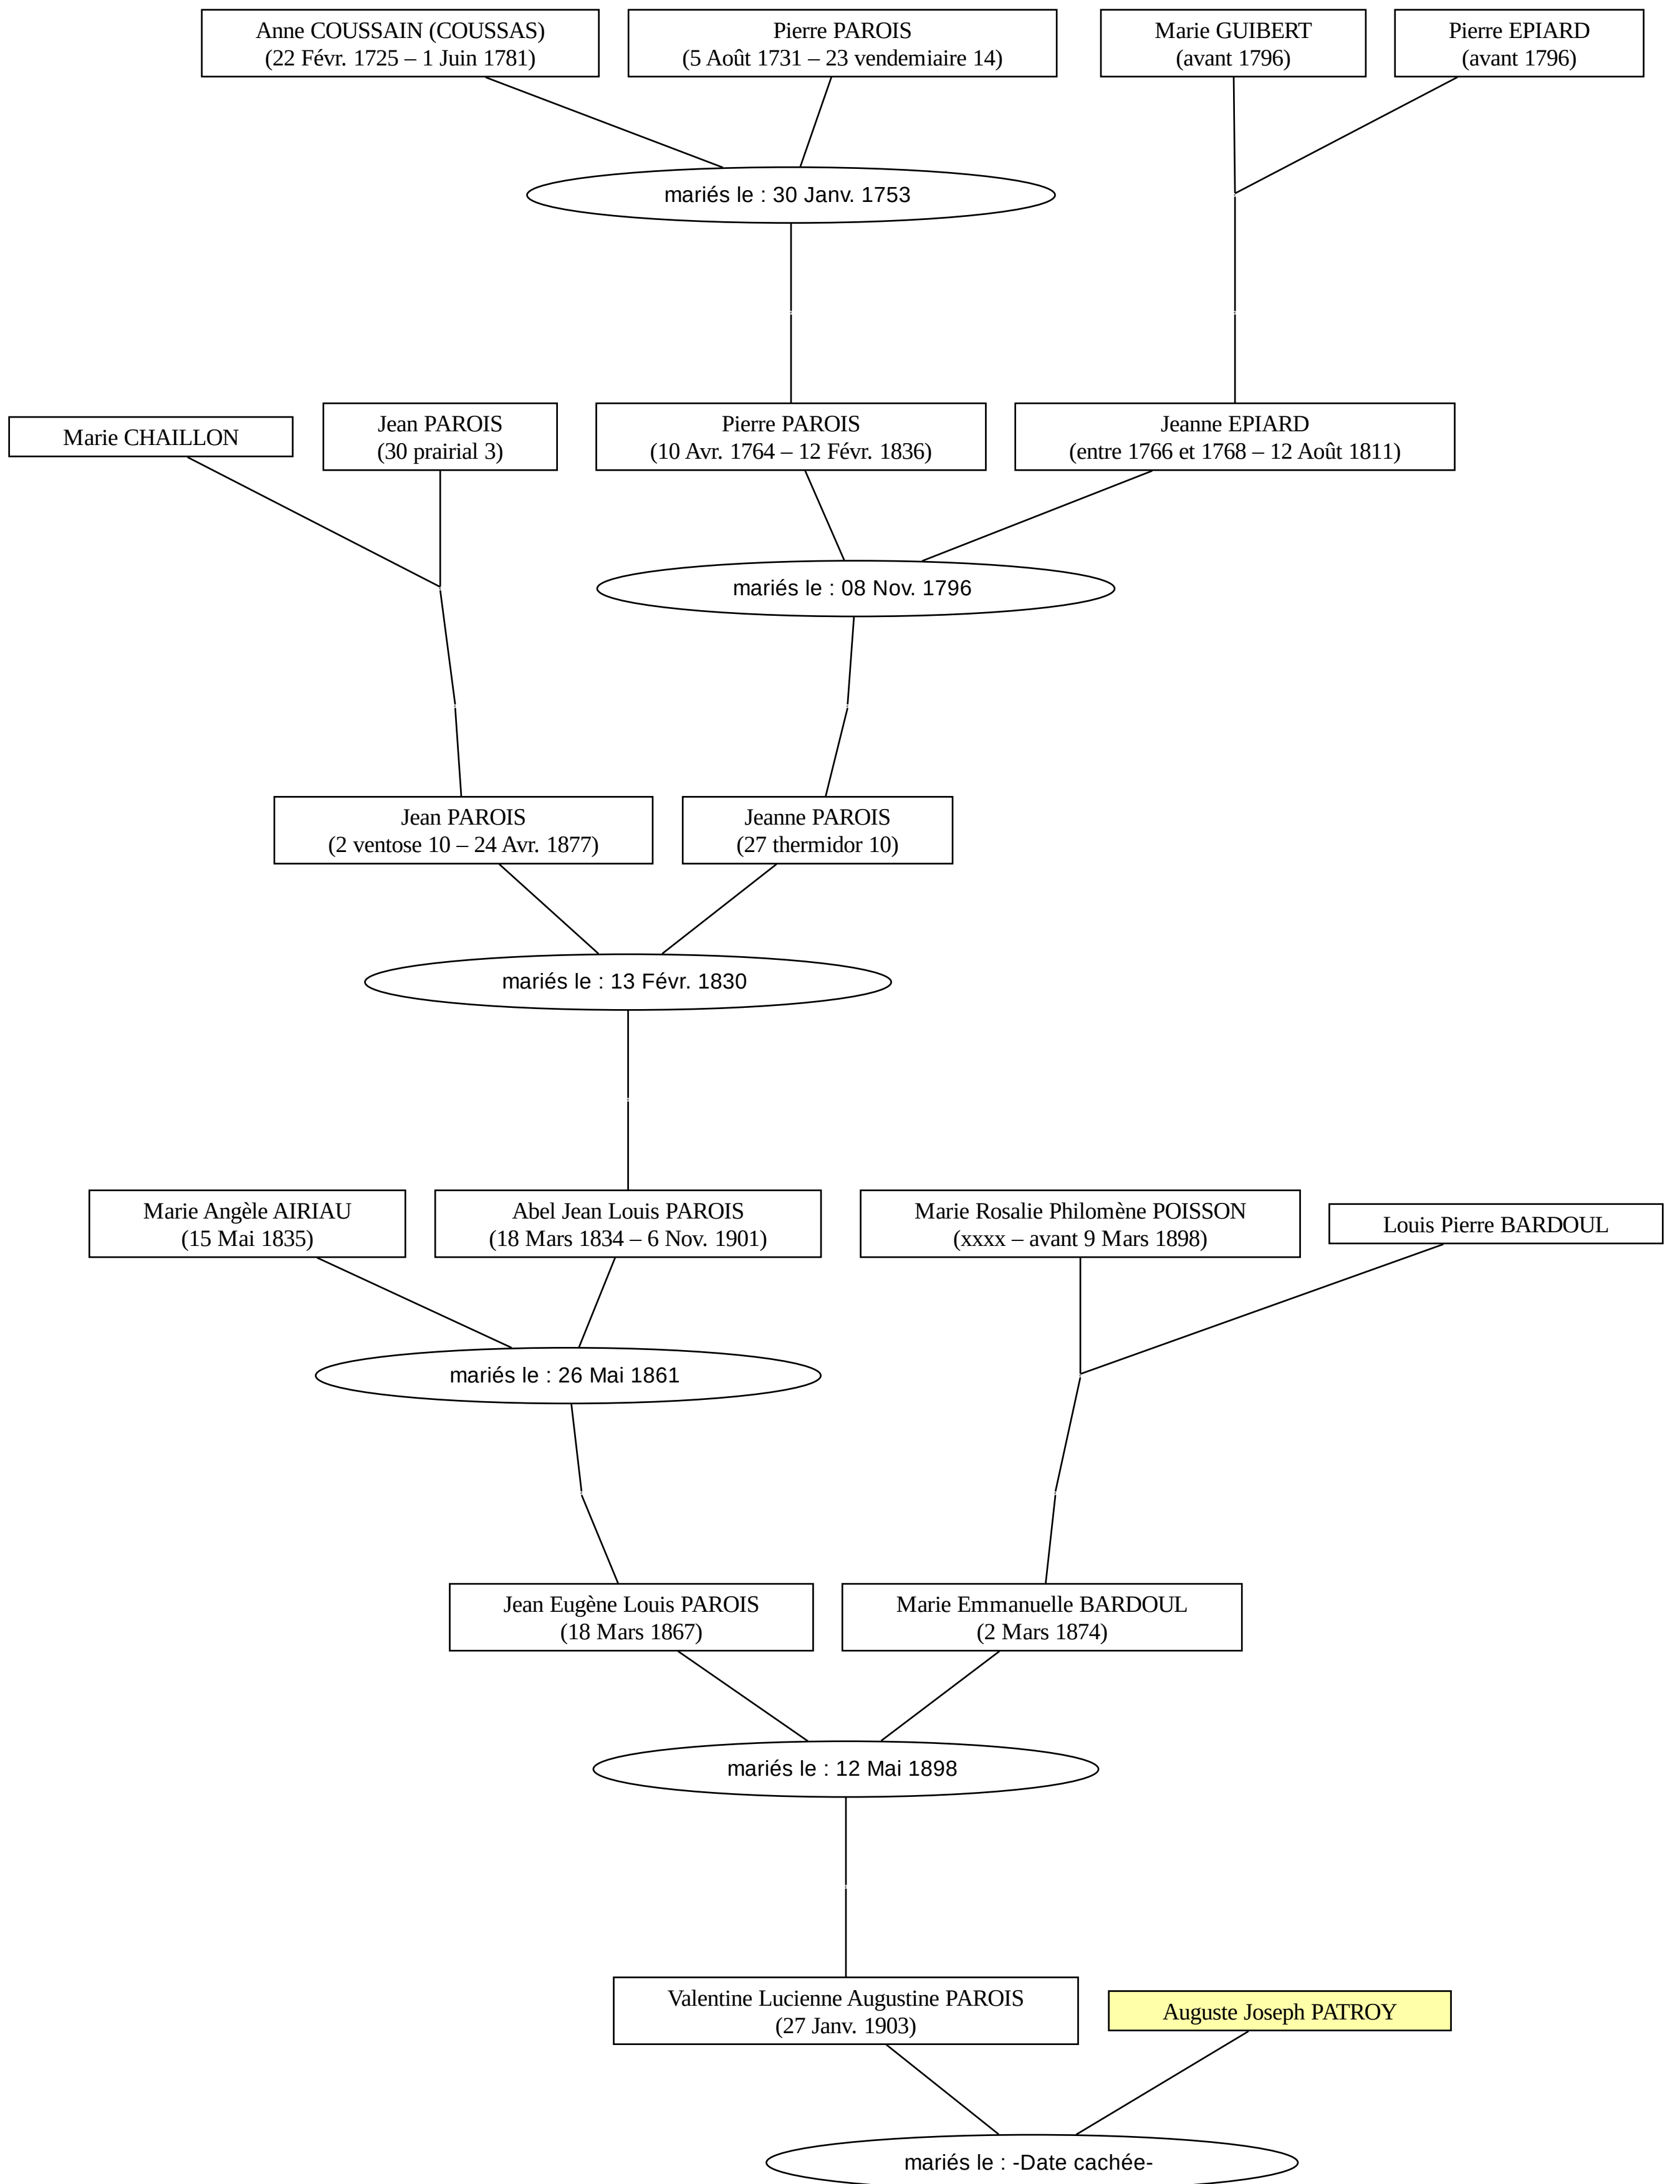 Anne COUSSAIN (COUSSAS)
(22 Févr. 1725 – 1 Juin 1781)
Pierre PAROIS
(5 Août 1731 – 23 vendemiaire 14)
Marie GUIBERT
(avant 1796)
Pierre EPIARD
(avant 1796)
mariés le : 30 Janv. 1753
Marie CHAILLON
Jean PAROIS
(30 prairial 3)
Pierre PAROIS
(10 Avr. 1764 – 12 Févr. 1836)
Jeanne EPIARD
(entre 1766 et 1768 – 12 Août 1811)
mariés le : 08 Nov. 1796
Jean PAROIS
(2 ventose 10 – 24 Avr. 1877)
Jeanne PAROIS
(27 thermidor 10)
mariés le : 13 Févr. 1830
Marie Angèle AIRIAU
(15 Mai 1835)
Abel Jean Louis PAROIS
(18 Mars 1834 – 6 Nov. 1901)
Marie Rosalie Philomène POISSON
(xxxx – avant 9 Mars 1898)
Louis Pierre BARDOUL
mariés le : 26 Mai 1861
Jean Eugène Louis PAROIS
(18 Mars 1867)
Marie Emmanuelle BARDOUL
(2 Mars 1874)
mariés le : 12 Mai 1898
Valentine Lucienne Augustine PAROIS
(27 Janv. 1903)
Auguste Joseph PATROY
mariés le : -Date cachée-